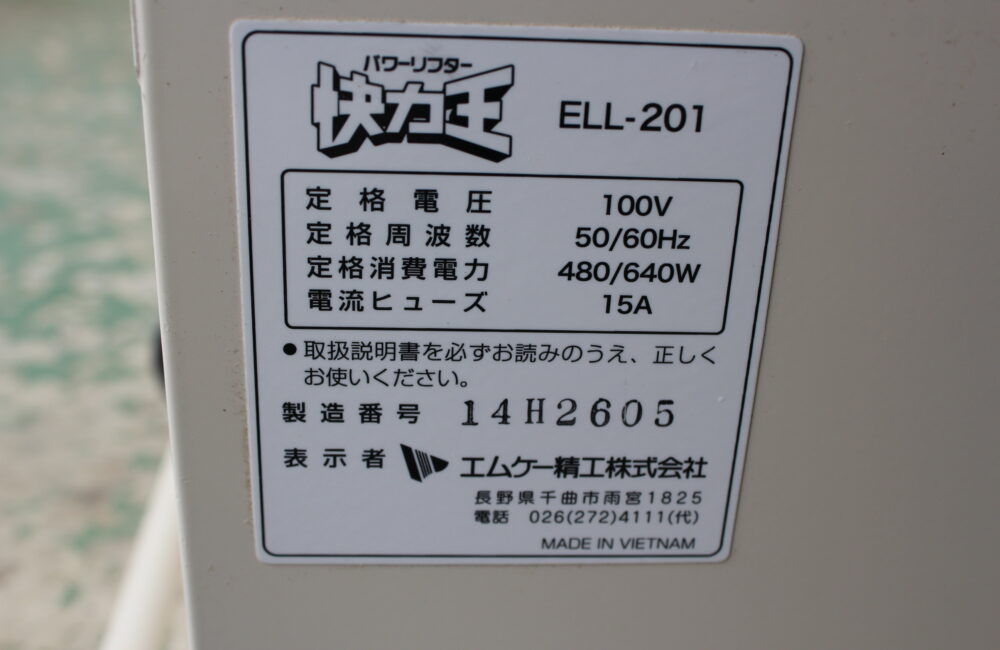 パワーリフター
快力王 ELL-201
定格電圧 100V
定格周波数 50/60Hz
定格消費電力 480/640W
電流ヒューズ 15A
●取扱説明書を必ずお読みのうえ、正しく
お使いください。
製造番号 14H2605
表示者 エムケー精工株式会社
長野県千曲市雨宮1825
電話 026(272)4111(代)
MADE IN VIETNAM